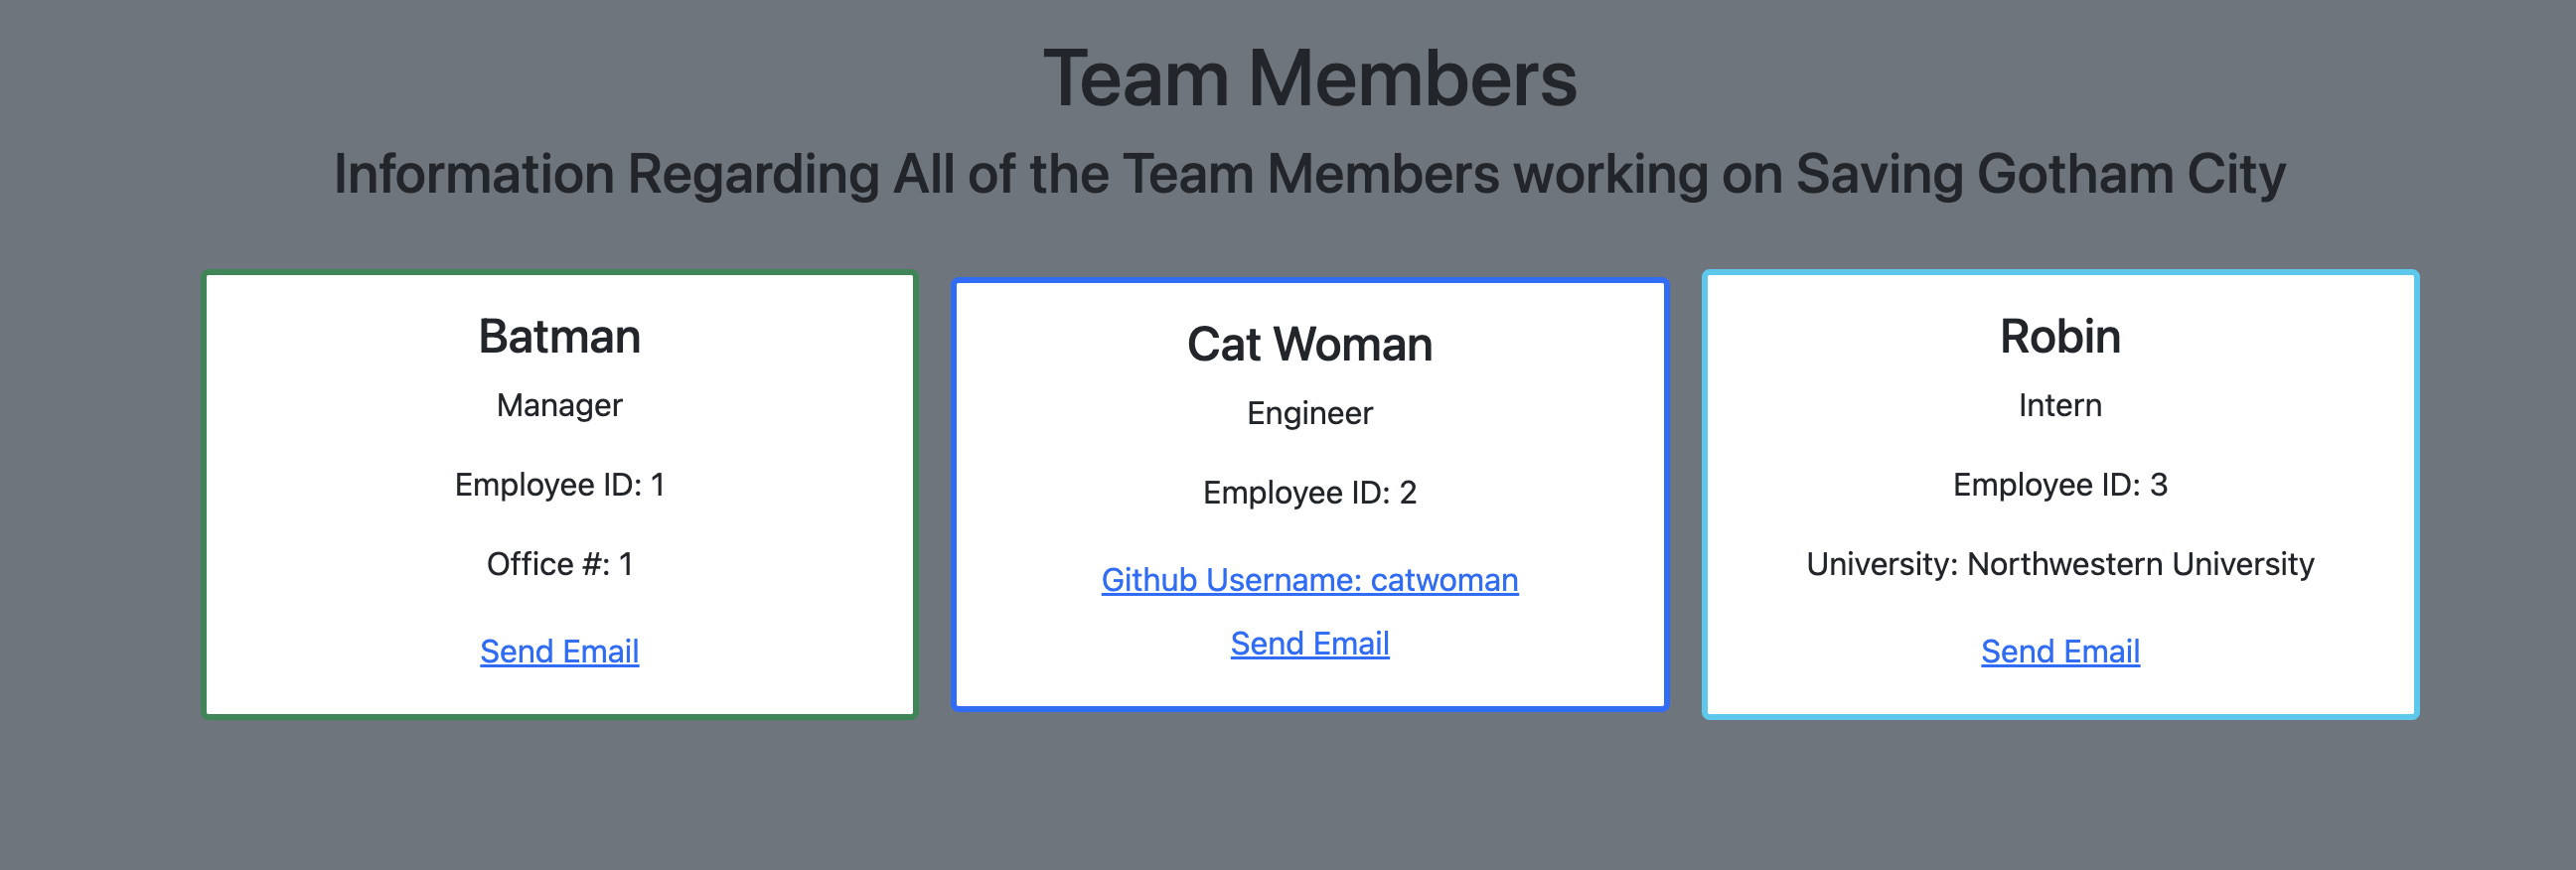 Team Members
Information Regarding All of the Team Members working on Saving Gotham City
Batman
Manager
Employee ID: 1
Office #: 1
Send Email
Cat Woman
Engineer
Employee ID: 2
Github Username: catwoman
Send Email
Robin
Intern
Employee ID: 3
University: Northwestern University
Send Email